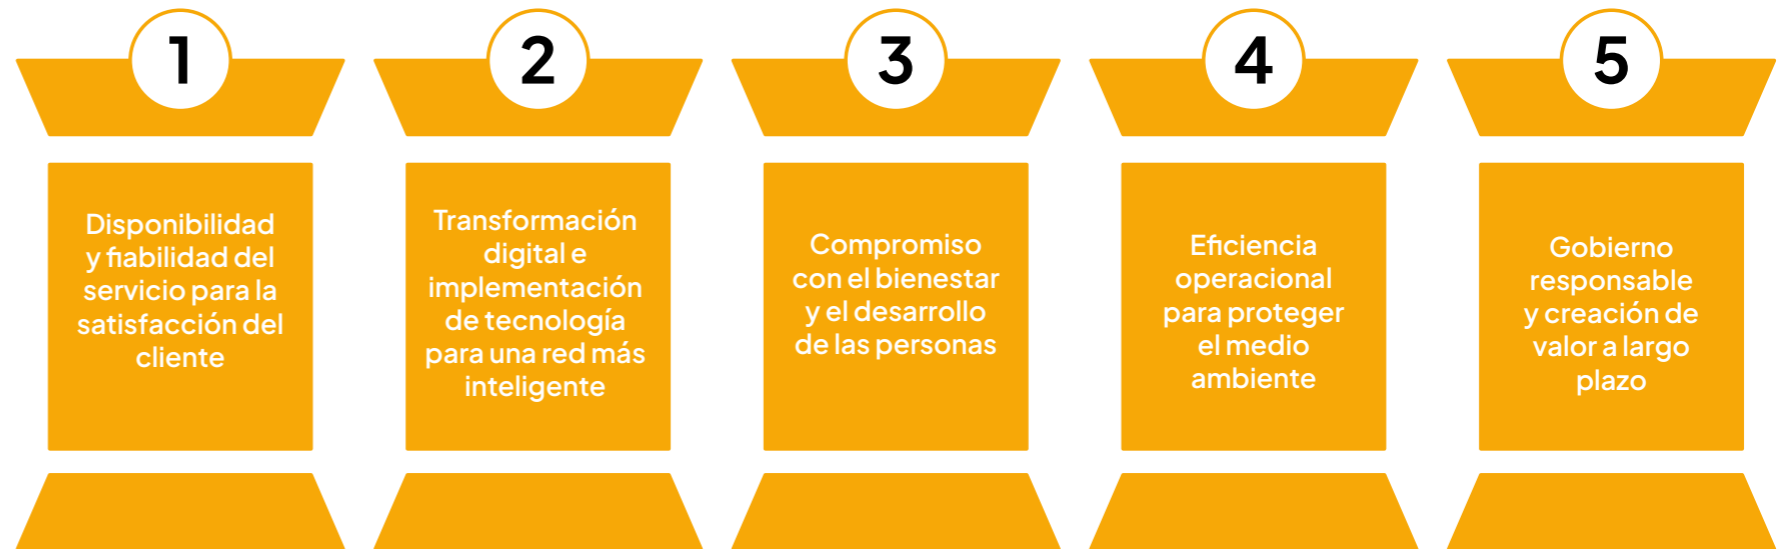 1
Disponibilidad
y fiabilidad del
servicio para la
satisfacción del
cliente
2
Transformación
digital e
implementación
de tecnología
para una red más
inteligente
3
Compromiso
con el bienestar
y el desarrollo
de las personas
4
Eficiencia
operacional
para proteger
el medio
ambiente
5
Gobierno
responsable
y creación de
valor a largo
plazo